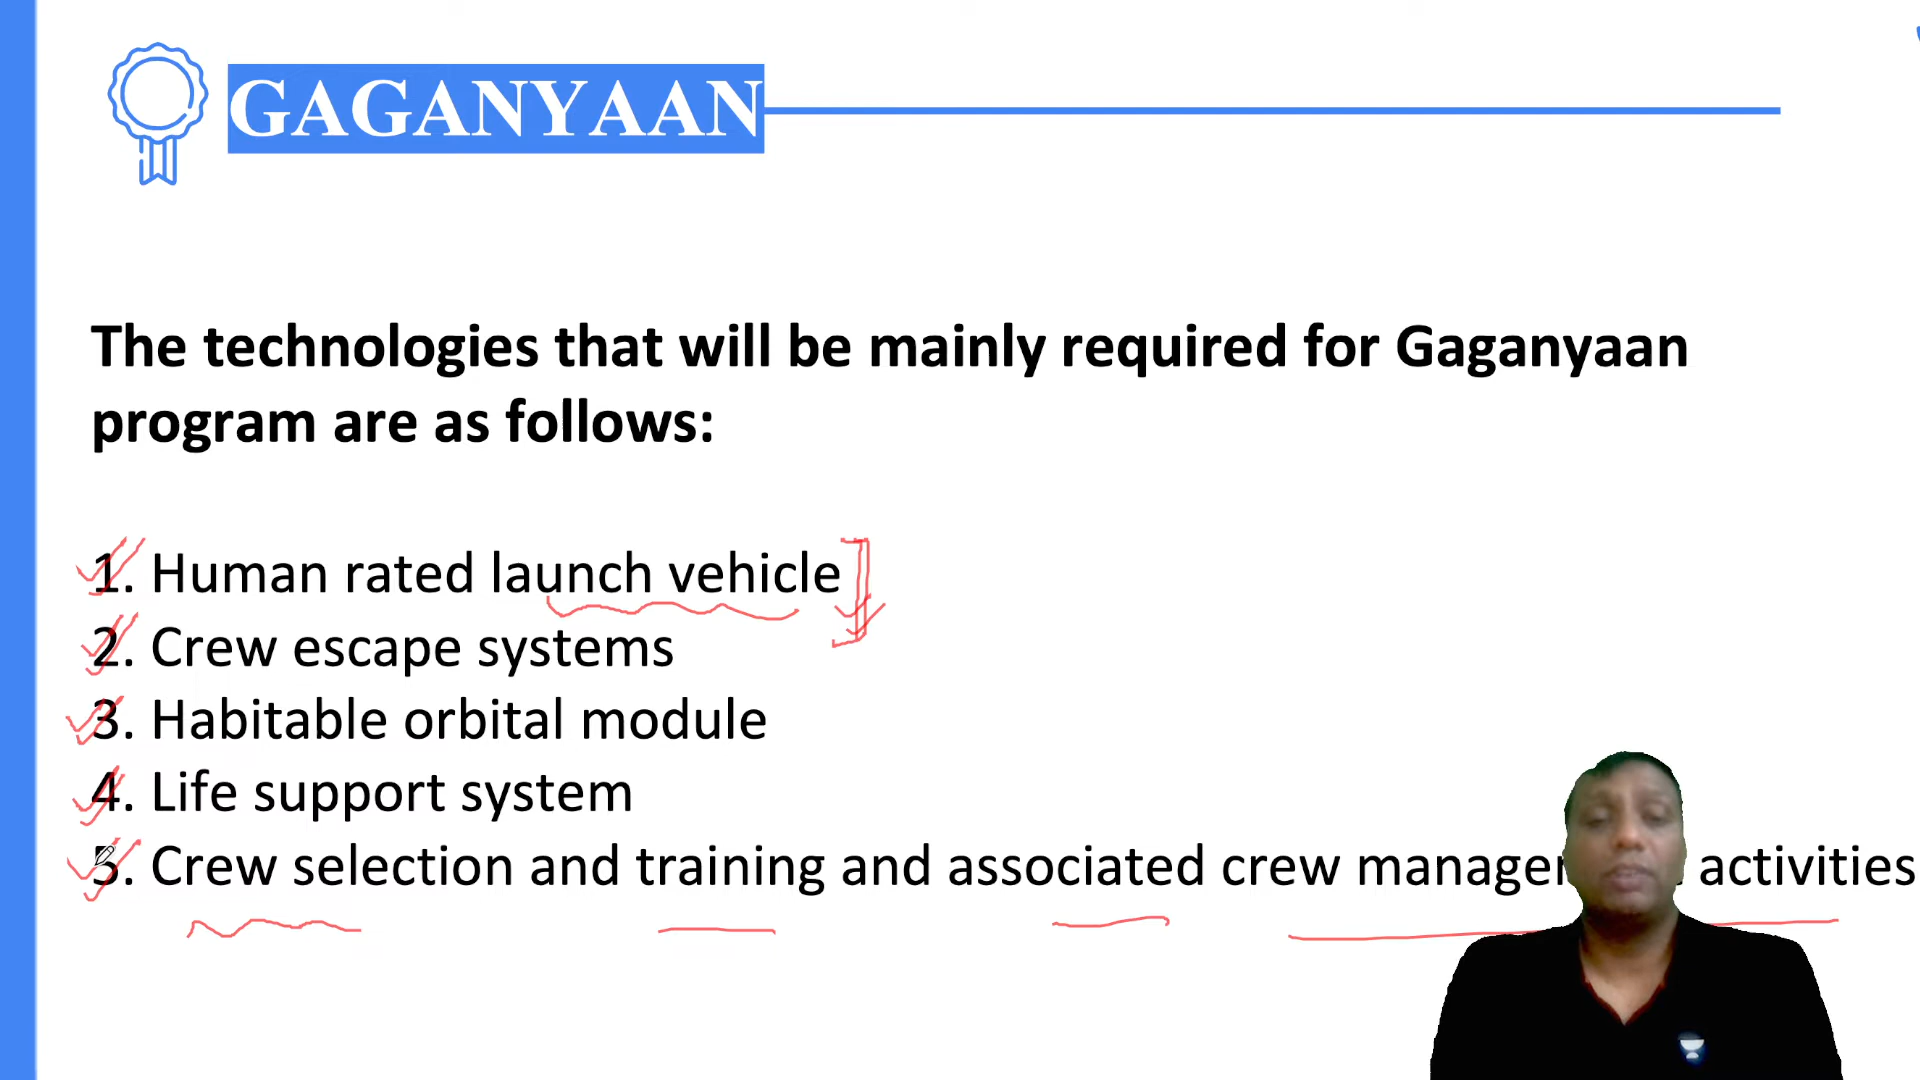 GAGANYAAN
The technologies that will be mainly required for Gaganyaan
program are as follows:
1. Human rated launch vehicle
2. Crew escape systems
3. Habitable orbital module
4. Life support system
5. Crew selection and training and associated crew activities